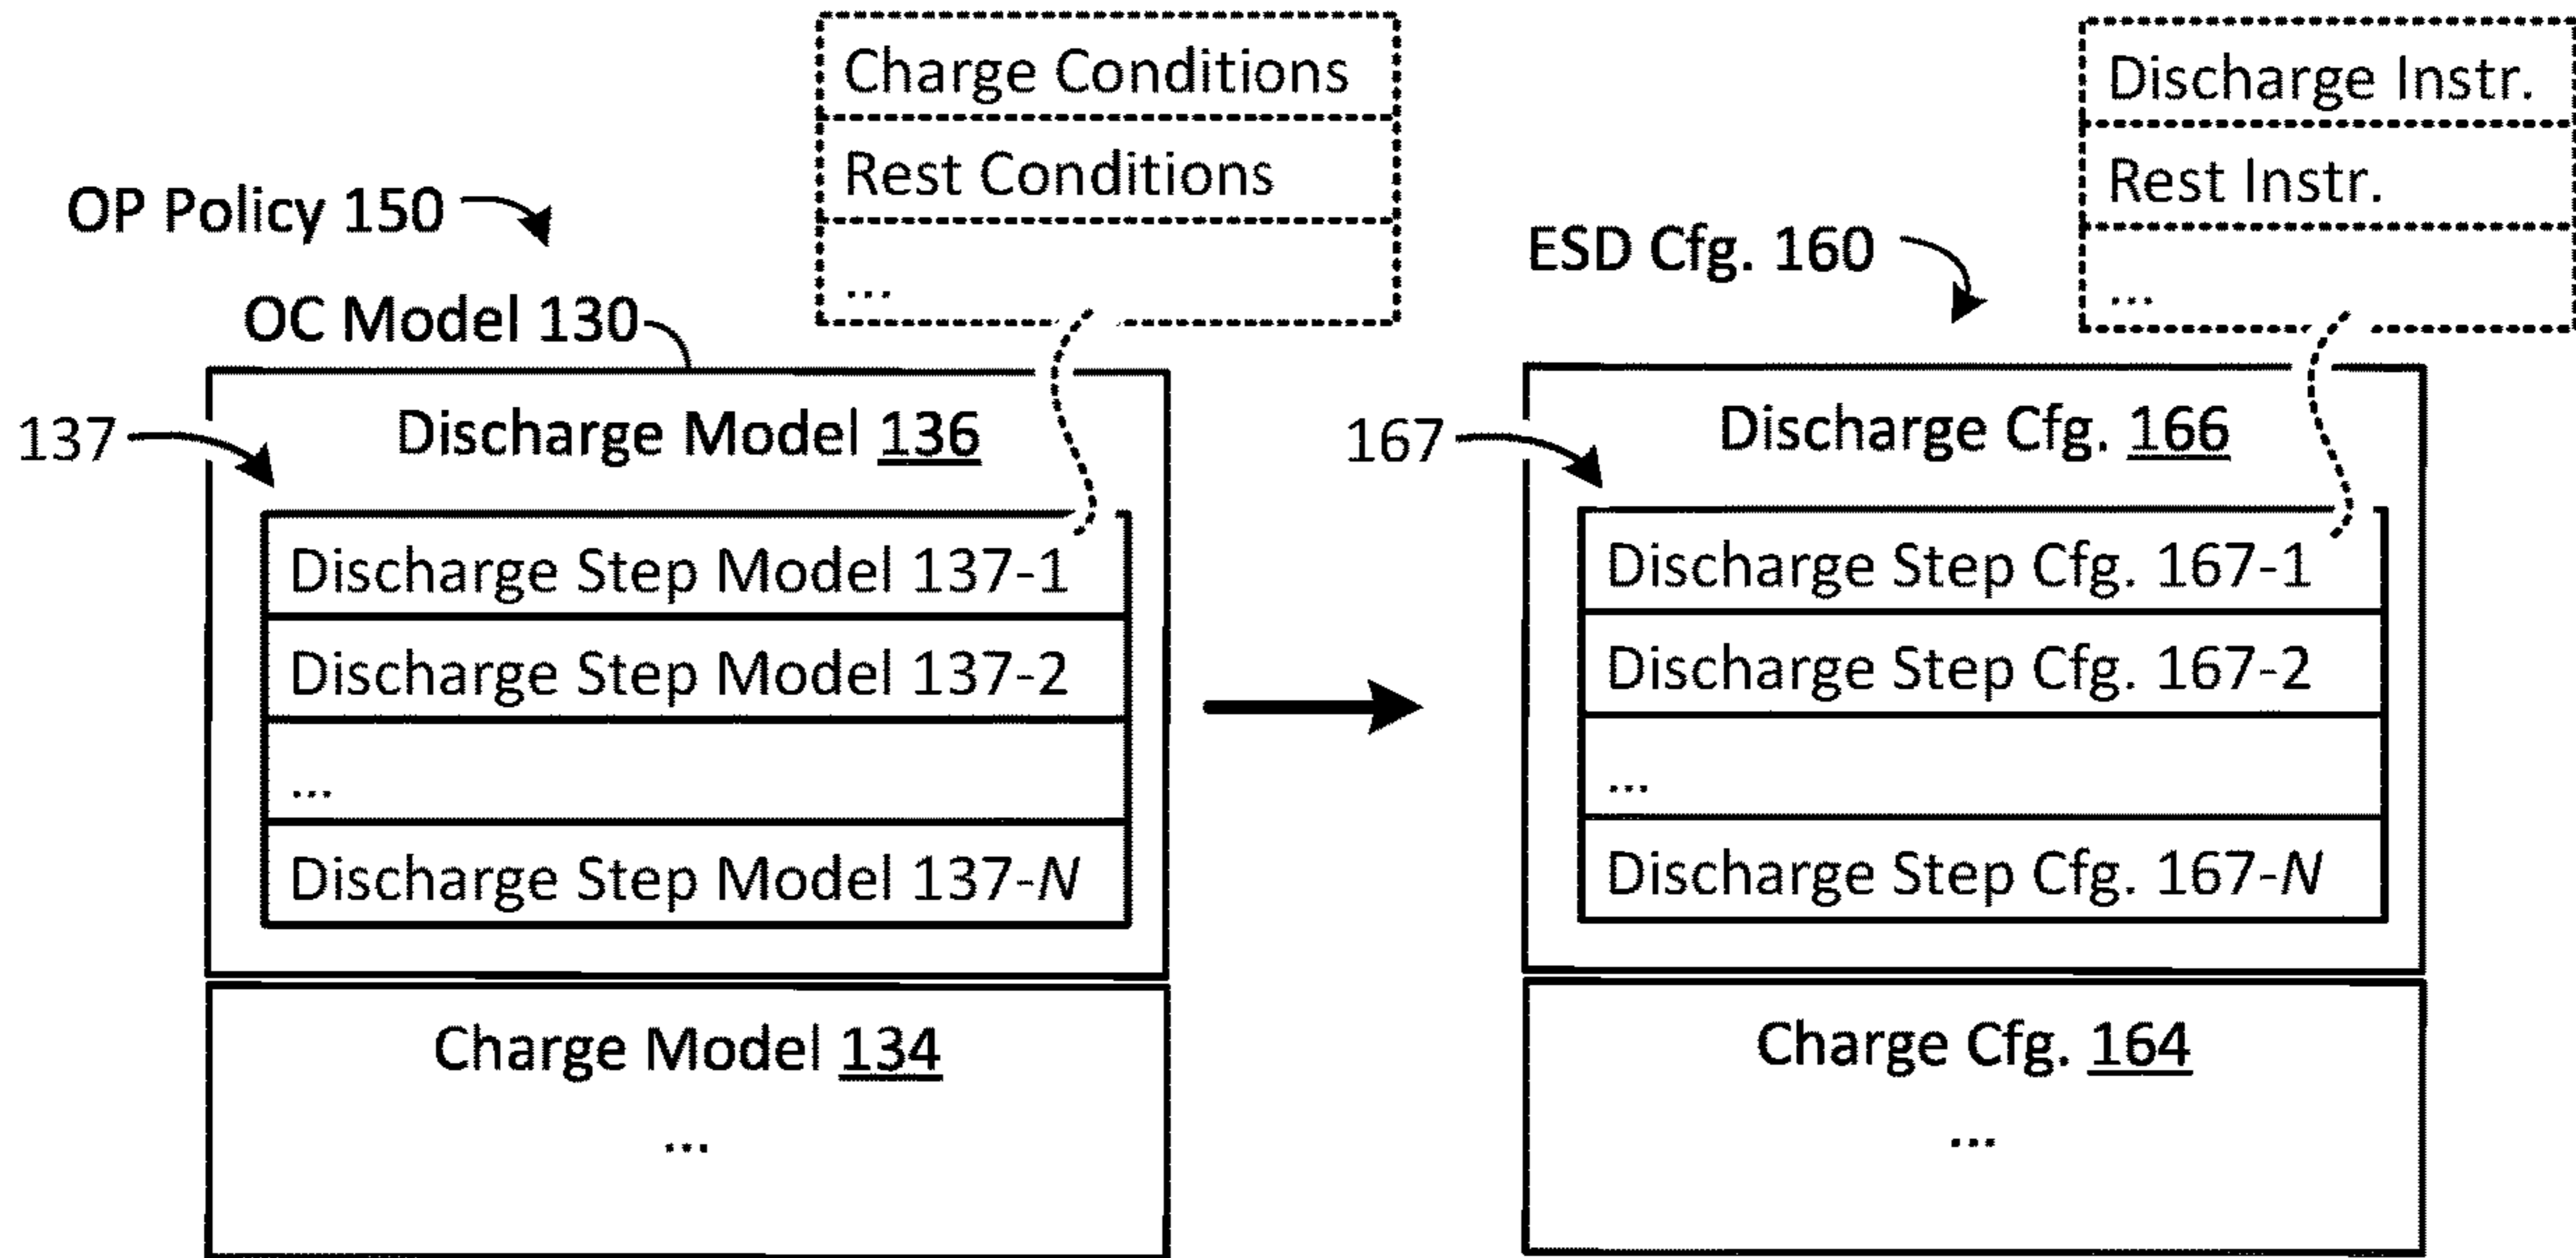 Charge Conditions
Rest Conditions
...
OP Policy 150
OC Model 130
137
Discharge Model 136
Discharge Step Model 137-1
Discharge Step Model 137-2
...
Discharge Step Model 137-N
Charge Model 134
...
Discharge Instr.
Rest Instr.
...
ESD Cfg. 160
167
Discharge Cfg. 166
Discharge Step Cfg. 167-1
Discharge Step Cfg. 167-2
...
Discharge Step Cfg. 167-N
Charge Cfg. 164
...